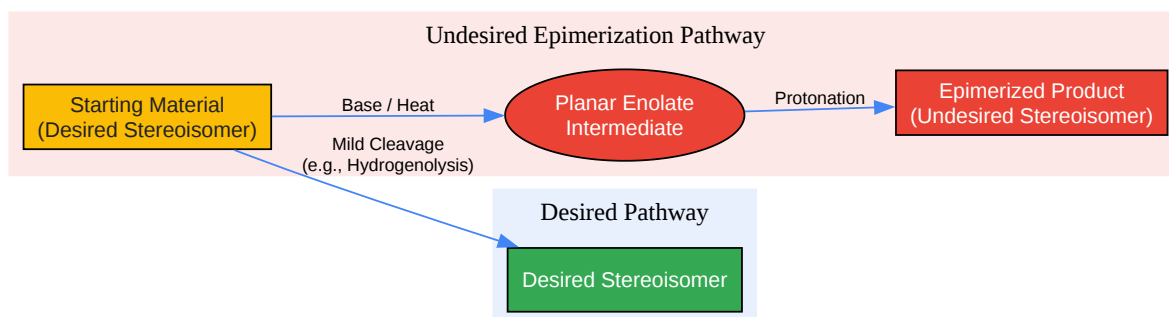 Undesired Epimerization Pathway
Starting Material
(Desired Stereoisomer)
Base / Heat
Planar Enolate
Intermediate
Protonation
Epimerized Product
(Undesired Stereoisomer)
Mild Cleavage
(e.g., Hydrogenolysis)
Desired Pathway
Desired Stereoisomer